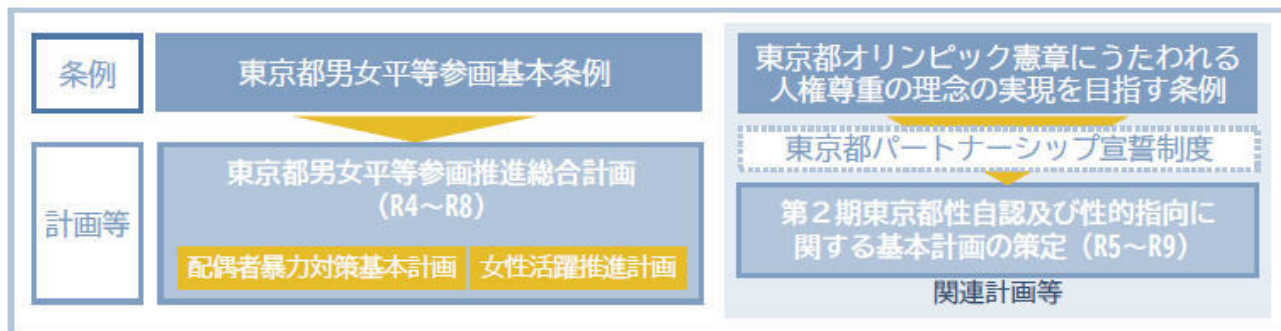 条例
東京都男女平等参画基本条例
計画等
東京都男女平等参画推進総合計画
（R4～R8）
配偶者暴力対策基本計画
女性活躍推進計画
東京都オリンピック憲章にうたわれる
人権尊重の理念の実現を目指す条例
東京都パートナーシップ宣誓制度
第２期東京都性自認及び性的指向に
関する基本計画の策定（R5～R9）
関連計画等